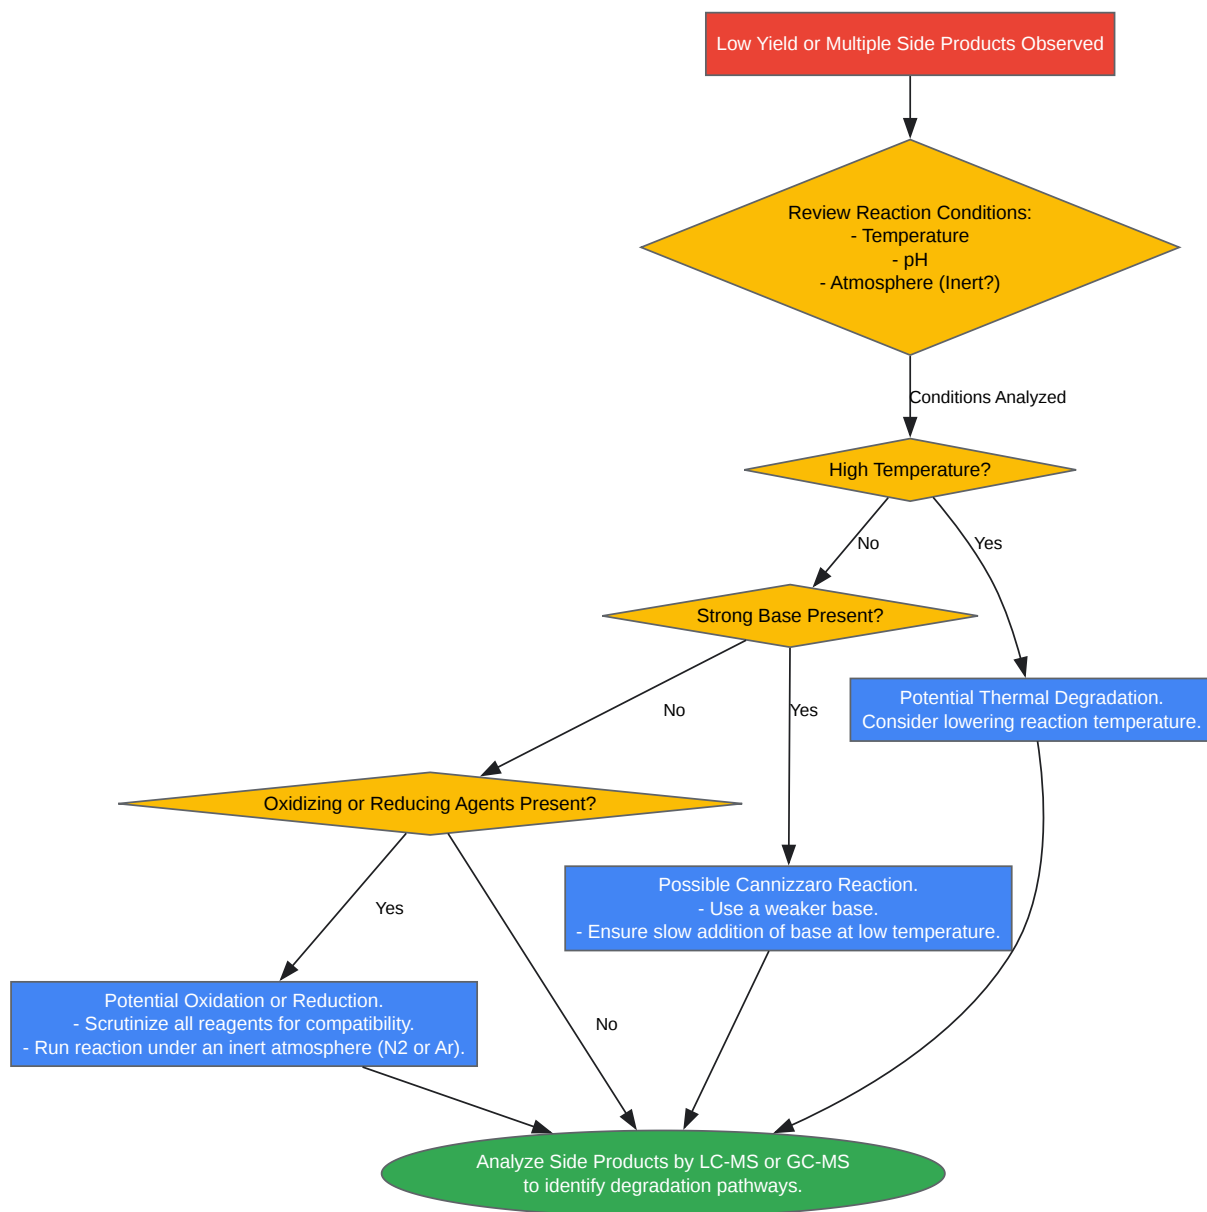 Low Yield or Multiple Side Products Observed
Review Reaction Conditions:
- Temperature
- pH
- Atmosphere (Inert?)
Conditions Analyzed
High Temperature?
No
Yes
Strong Base Present?
Potential Thermal Degradation.
Consider lowering reaction temperature.
No
Yes
Oxidizing or Reducing Agents Present?
Possible Cannizzaro Reaction.
- Use a weaker base.
- Ensure slow addition of base at low temperature.
Yes
No
Potential Oxidation or Reduction.
- Scrutinize all reagents for compatibility.
- Run reaction under an inert atmosphere (N2 or Ar).
Analyze Side Products by LC-MS or GC-MS
to identify degradation pathways.